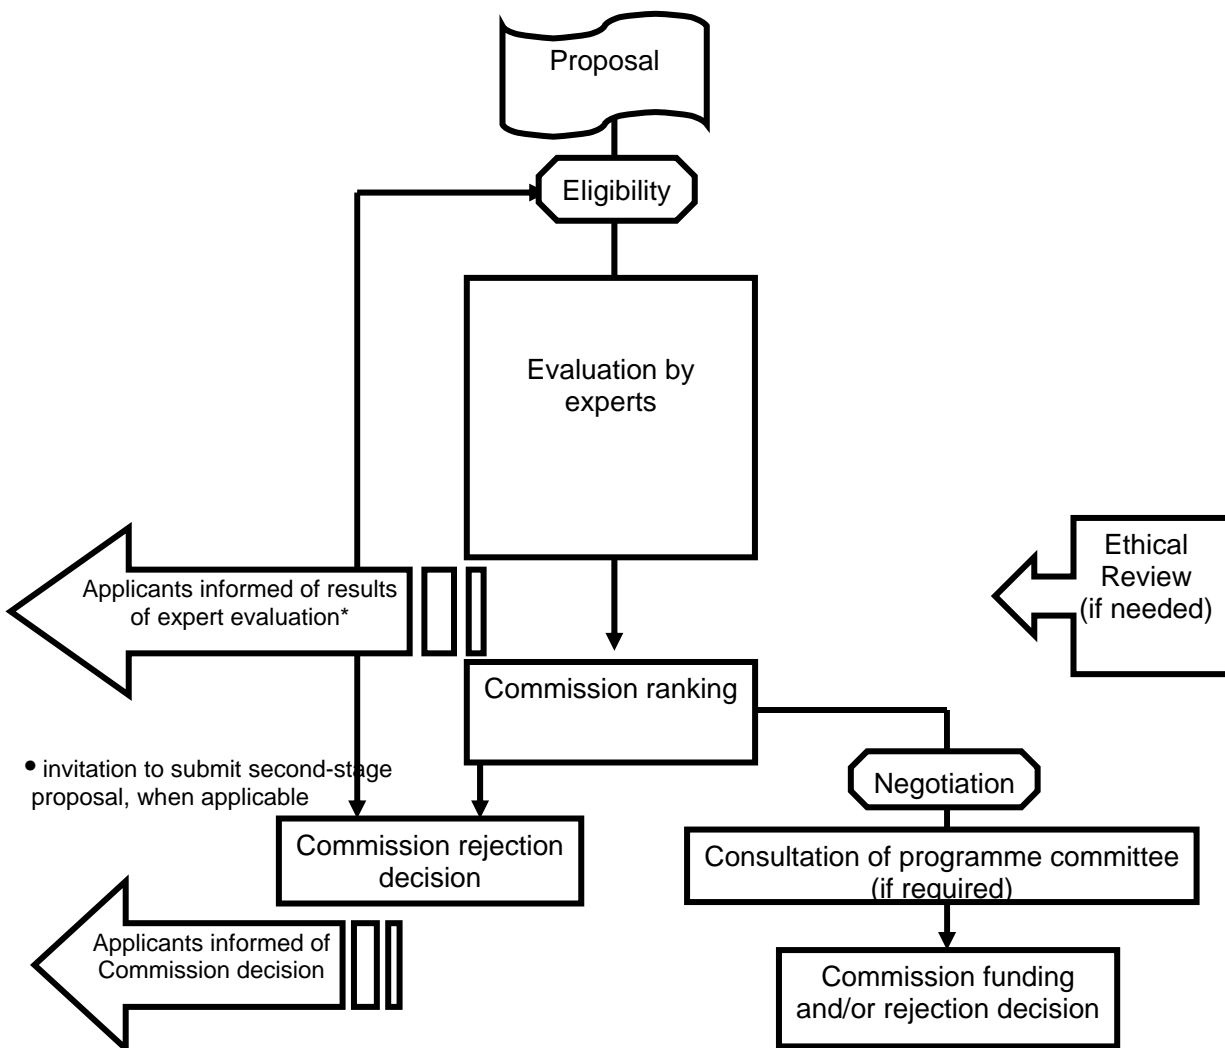 Proposal
Eligibility
Evaluation by
experts
Ethical
Review
(if needed)
Applicants informed of results
of expert evaluation*
Commission ranking
• invitation to submit second-stage
proposal, when applicable
Negotiation
Commission rejection
decision
Consultation of programme committee
(if required)
Applicants informed of
Commission decision
Commission funding
and/or rejection decision